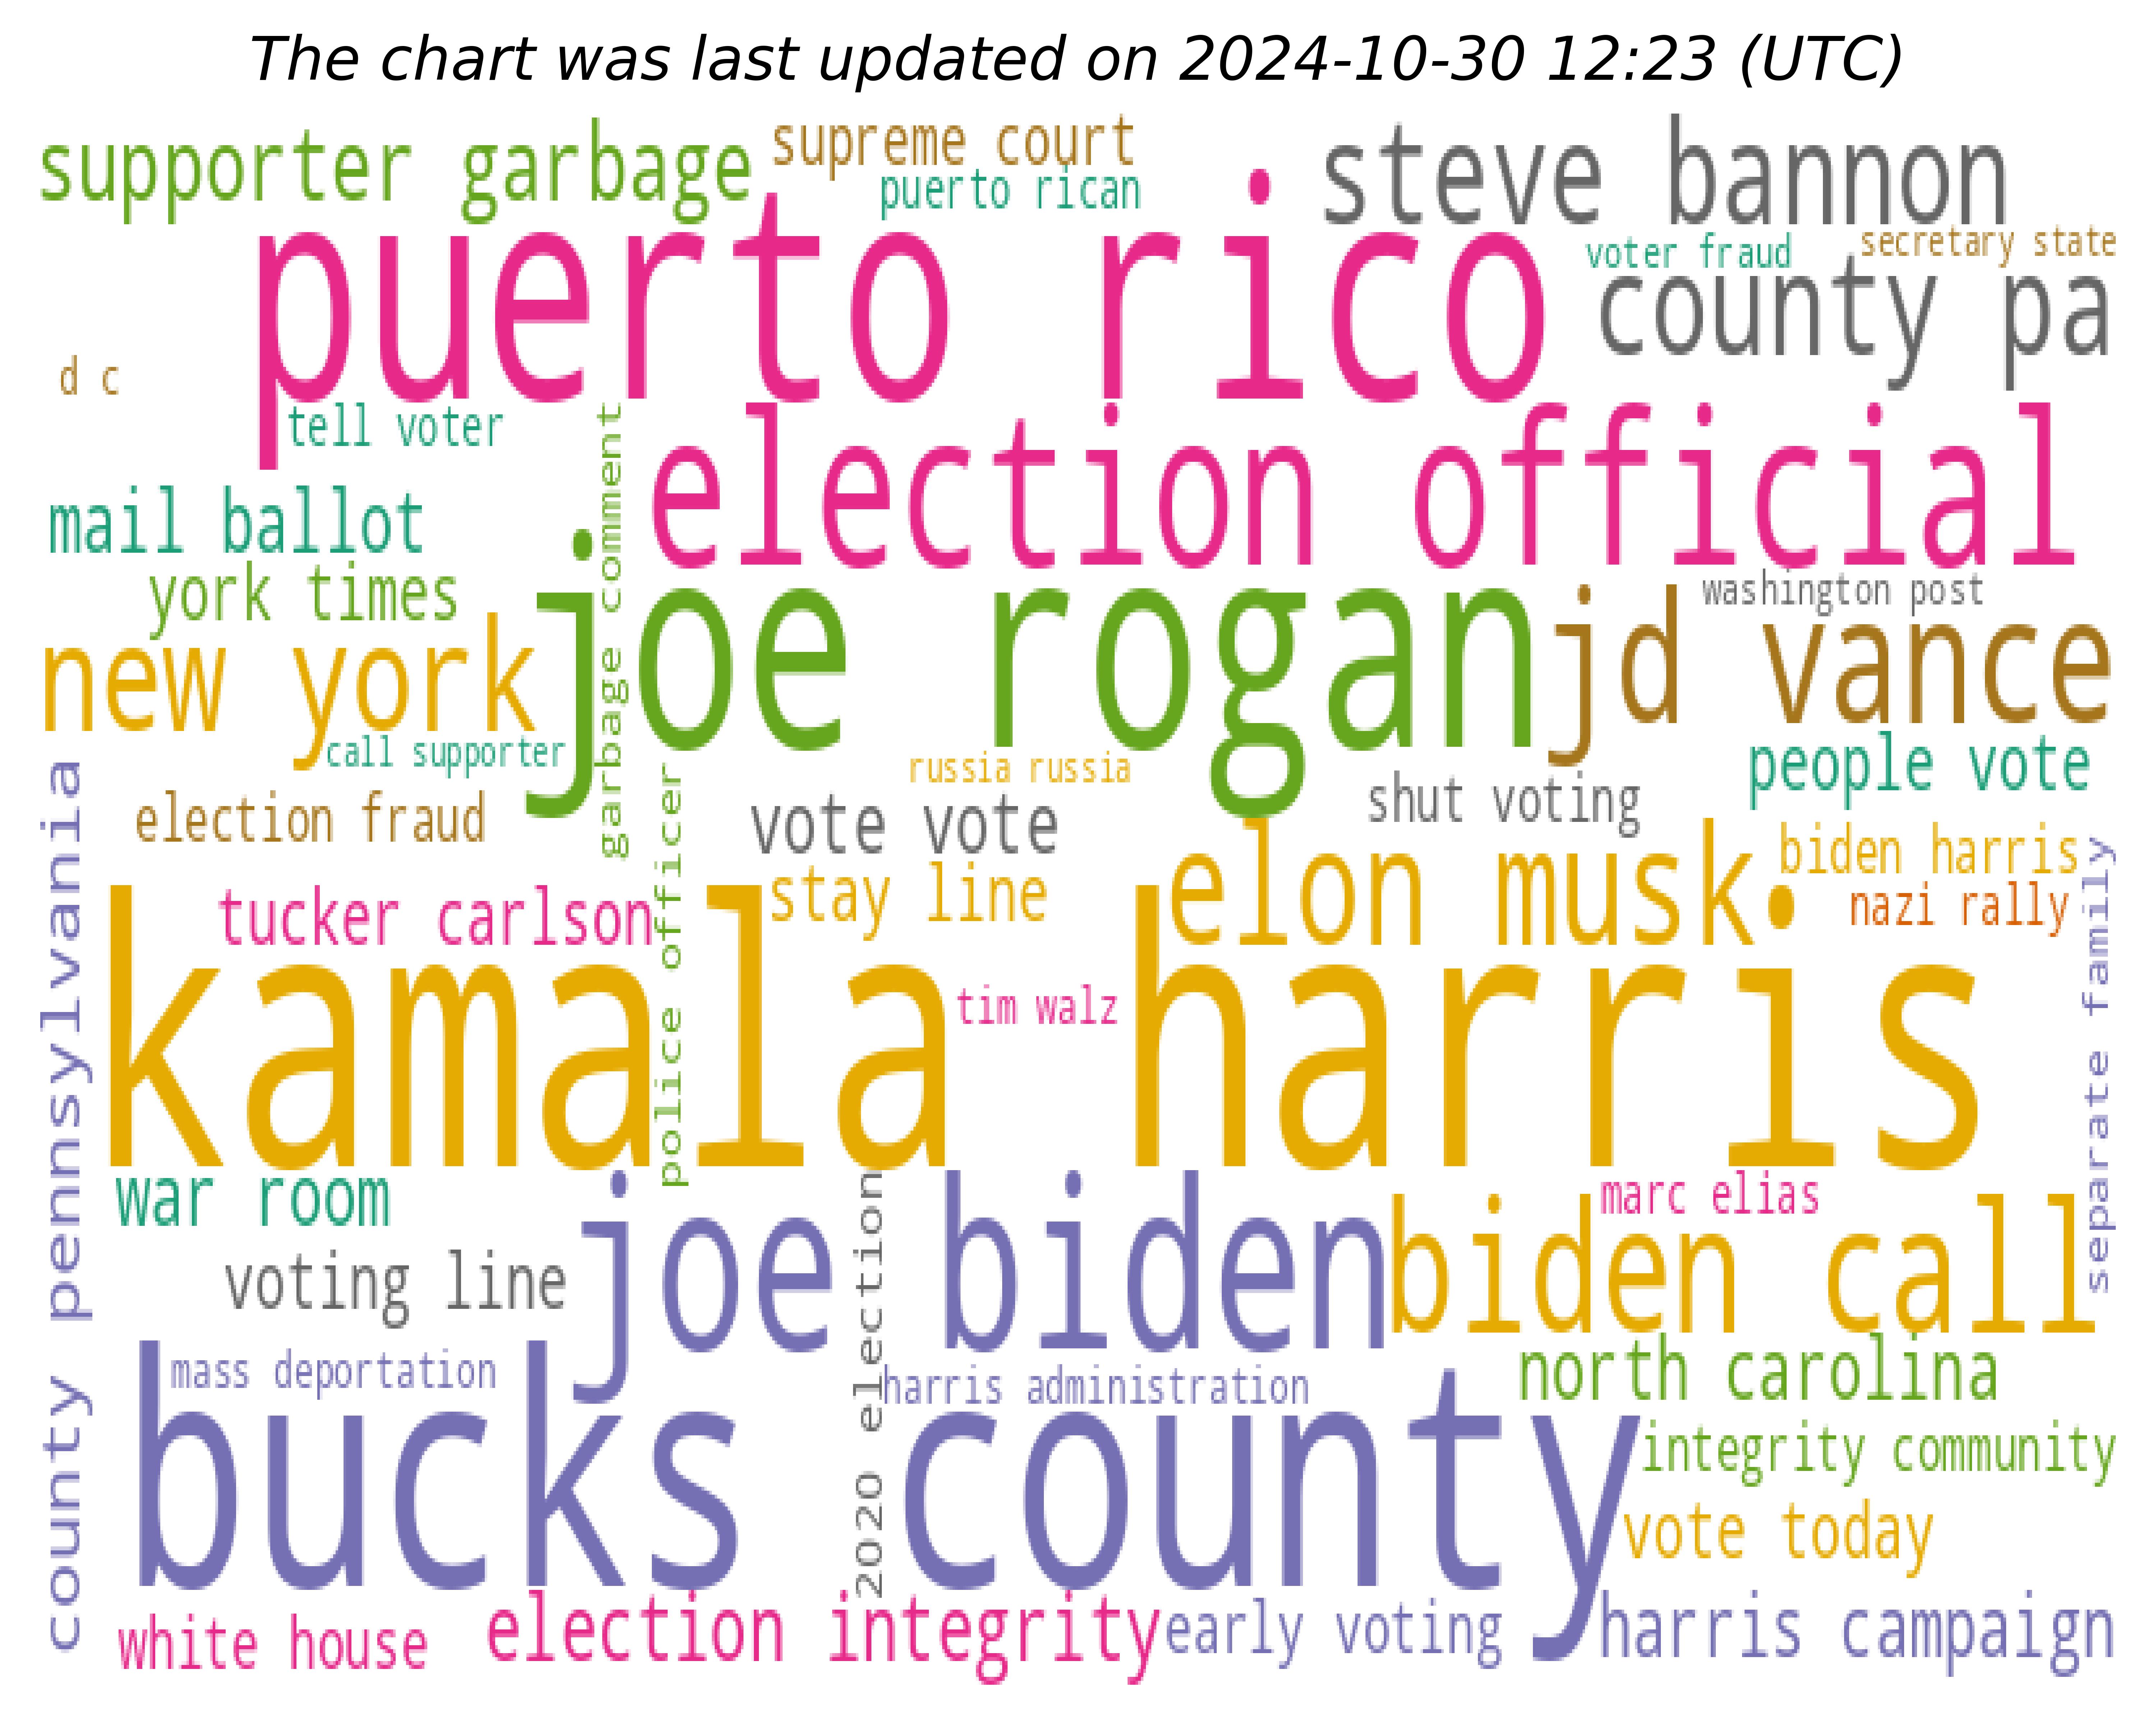 The chart was last updated on 2024-10-30 12:23 (UTC)
supporter garbage
supreme court
puerto rican
steve bannon
voter fraud
secretary state
puerto rico
county pa
d c
tell voter
garbage comment
election official
mail ballot
york times
joe rogan
washington post
jd vance
new york
call supporter
russia russia
people vote
shut voting
election fraud
vote vote
police officer
county pennsylvania
elon musk
biden harris
stay line
tucker carlson
nazi rally
separate family
kamala harris
tim walz
war room
joe biden
marc elias
biden call
2020 election
voting line
mass deportation
harris administration
north carolina
bucks county
integrity community
vote today
white house
election integrity
early voting
harris campaign